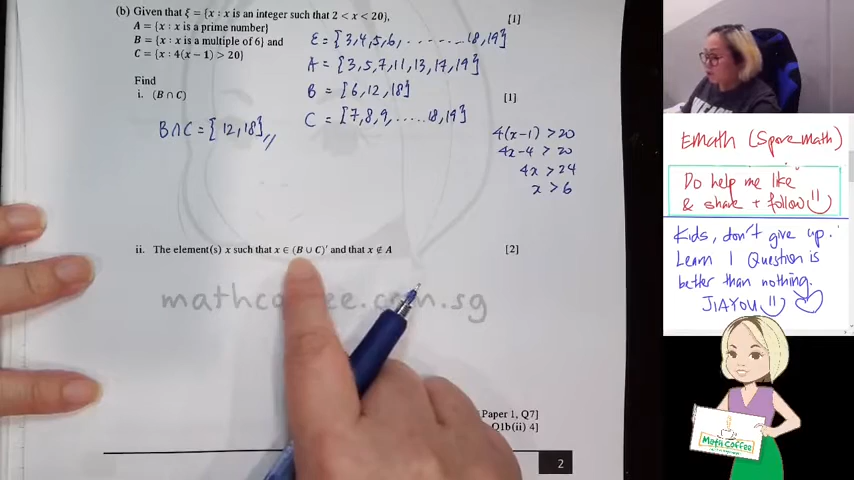 (b) Given that ξ = {x : x is an integer such that 2 < x < 20}, [1]
A = {x : x is a prime number}
B = {x : x is a multiple of 6} and
C = {x : 4(x − 1) > 20}
Find
i. (B ∩ C) [1]
ε = {3,4,5,6, ........ 18,19}
A = {3,5,7,11,13,17,19}
B = {6,12,18}
C = {7,8,9,.....18,19}
B∩C = {12,18}//
4(x−1) > 20
4x−4 > 20
4x > 24
x > 6
ii. The element(s) x such that x ∈ (B ∪ C)′ and that x ∉ A [2]
mathcoffee.com.sg
Paper 1, Q7]
Q1b(ii) 4]
2
Emath (Spore math)
Do help me like
& share + follow
Kids, don't give up.
Learn 1 Question is
better than nothing.
JIAYOU
Math Coffee